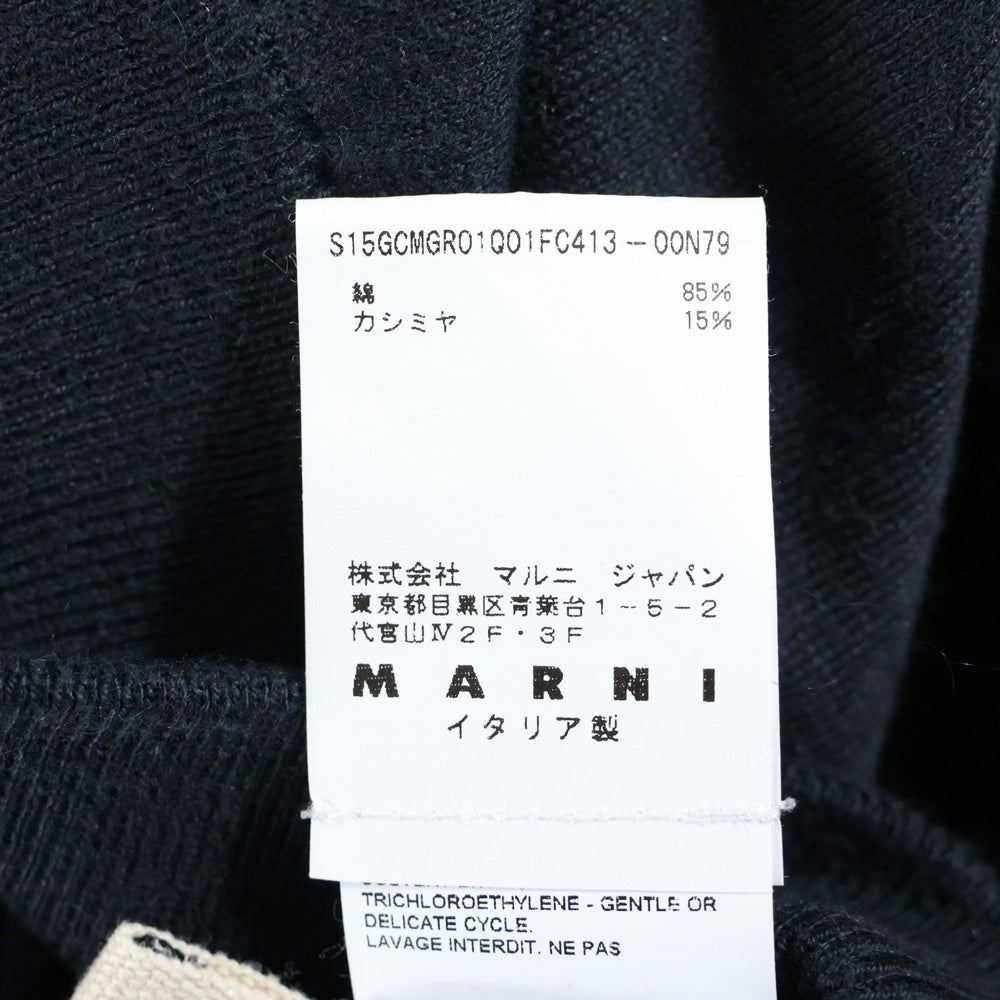 S15GCMGR01Q01FC413-00N79
綿 85%
カシミヤ 15%
株式会社 マルニ ジャパン
東京都目黒区青葉台1-5-2
代官山Ⅳ2F・3F
MARNI
イタリア製
TRICHLOROETHYLENE - GENTLE OR
DELICATE CYCLE.
LAVAGE INTERDIT. NE PAS